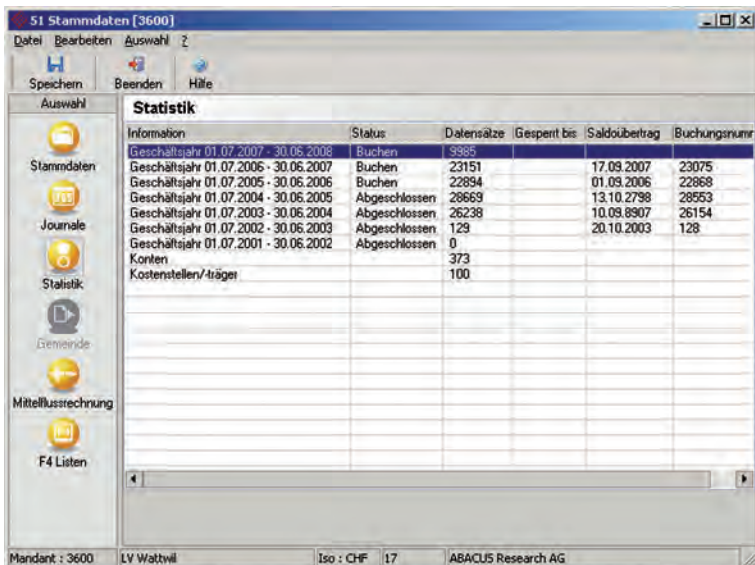 51 Stammdaten [3600]
Datei Bearbeiten Auswahl ?
Speichern Beenden Hilfe
Auswahl
Stammdaten
Journale
Statistik
Gemeinde
Mittelflussrechnung
F4 Listen
Statistik
Information Status Datensätze Gesperrt bis Saldoübertrag Buchungsnumr
Geschäftsjahr 01.07.2007 - 30.06.2008 Buchen 9985
Geschäftsjahr 01.07.2006 - 30.06.2007 Buchen 23151 17.09.2007 23075
Geschäftsjahr 01.07.2005 - 30.06.2006 Buchen 22894 01.09.2006 22868
Geschäftsjahr 01.07.2004 - 30.06.2005 Abgeschlossen 28669 13.10.2798 28553
Geschäftsjahr 01.07.2003 - 30.06.2004 Abgeschlossen 26238 10.09.8907 26154
Geschäftsjahr 01.07.2002 - 30.06.2003 Abgeschlossen 129 20.10.2003 128
Geschäftsjahr 01.07.2001 - 30.06.2002 Abgeschlossen 0
Konten 373
Kostenstellen/-träger 100
Mandant : 3600 LV Wattwil Iso : CHF 17 ABACUS Research AG